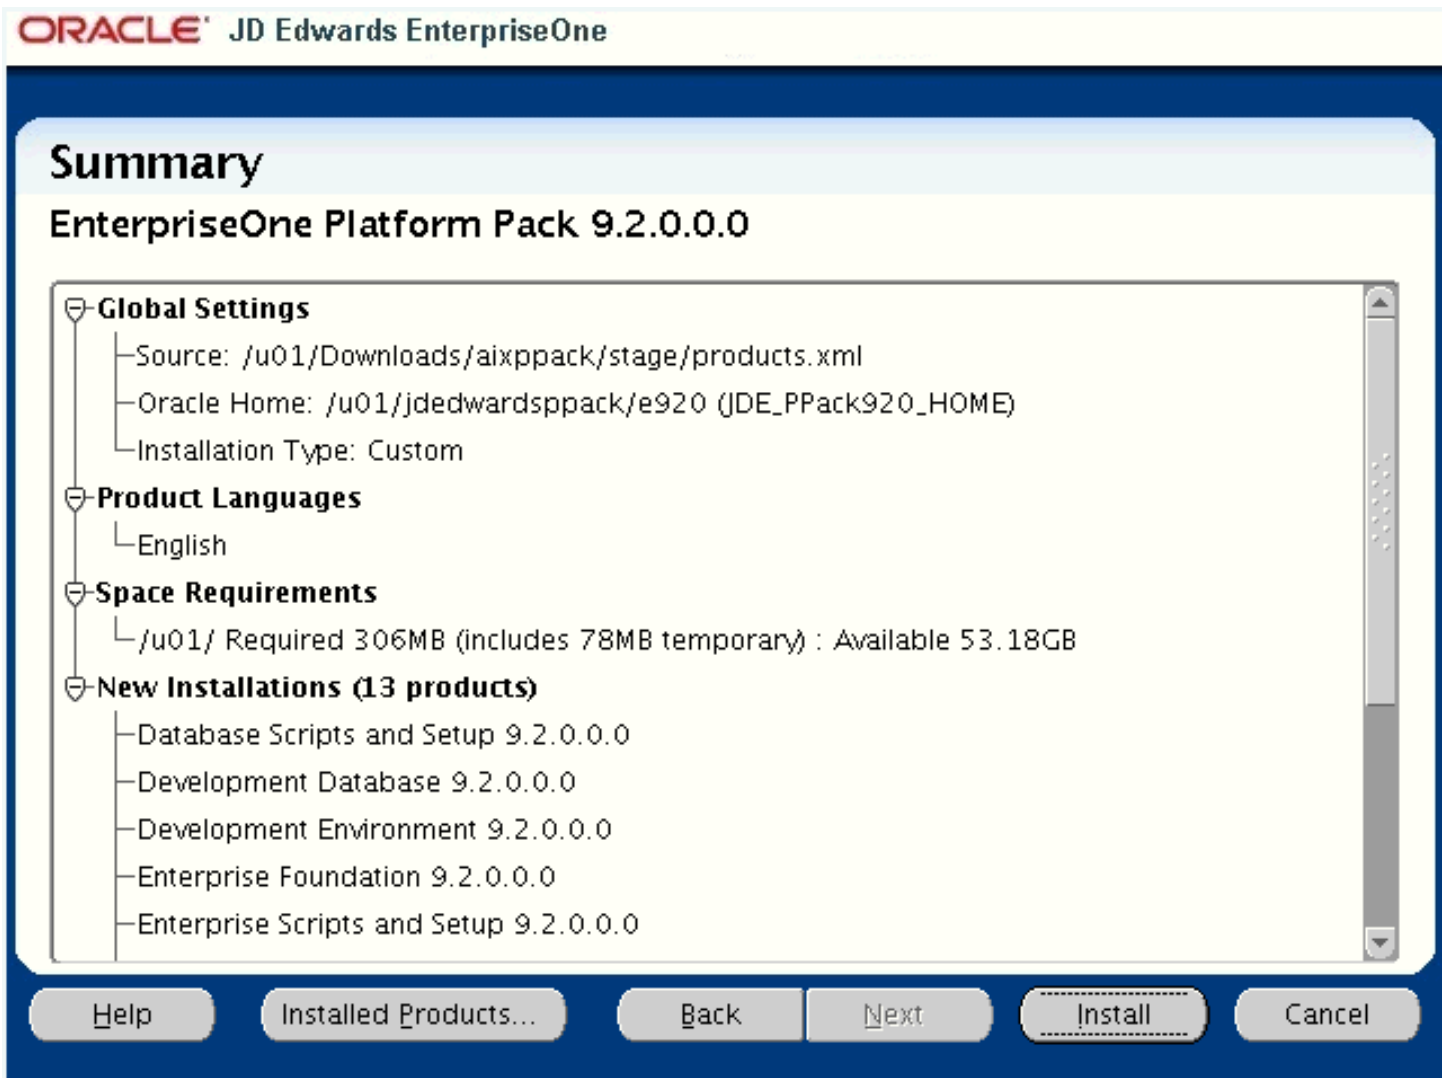 ORACLE JD Edwards EnterpriseOne
Summary
EnterpriseOne Platform Pack 9.2.0.0.0
Global Settings
Source: /u01/Downloads/aixppack/stage/products.xml
Oracle Home: /u01/jdedwardsppack/e920 (JDE_PPack920_HOME)
Installation Type: Custom
Product Languages
English
Space Requirements
/u01/ Required 306MB (includes 78MB temporary) : Available 53.18GB
New Installations (13 products)
Database Scripts and Setup 9.2.0.0.0
Development Database 9.2.0.0.0
Development Environment 9.2.0.0.0
Enterprise Foundation 9.2.0.0.0
Enterprise Scripts and Setup 9.2.0.0.0
Help Installed Products... Back Next Install Cancel